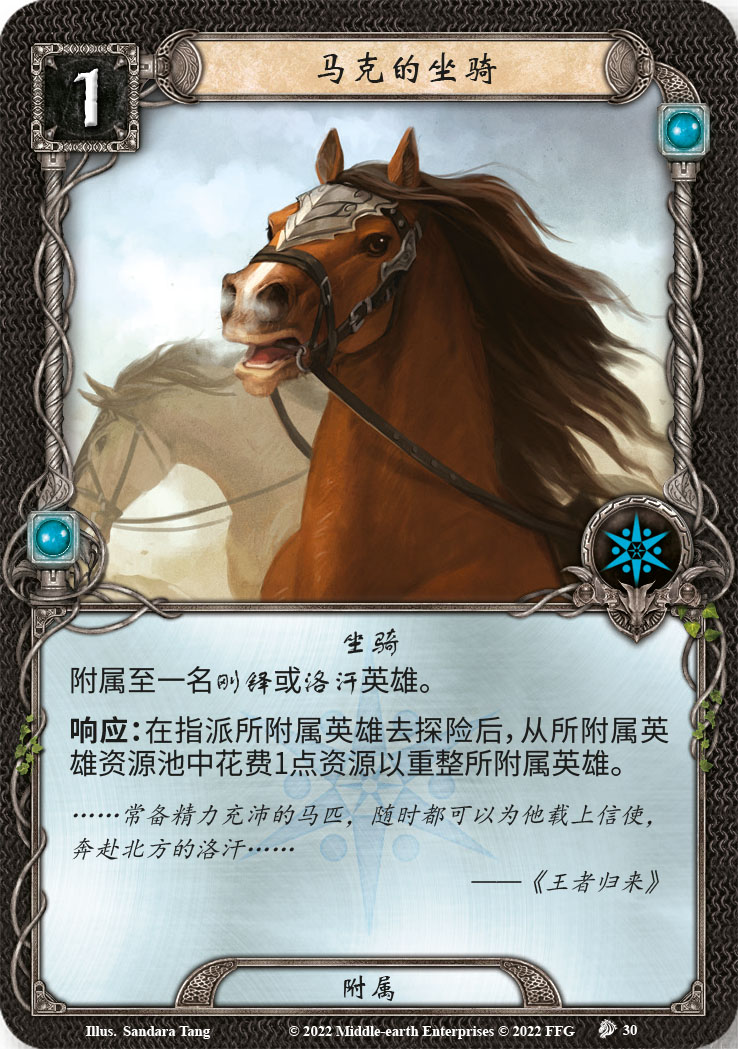 1
马克的坐骑
坐骑
附属至一名刚铎或洛汗英雄。
响应：在指派所附属英雄去探险后，从所附属英
雄资源池中花费1点资源以重整所附属英雄。
……常备精力充沛的马匹，随时都可以为他载上信使，
奔赴北方的洛汗……
——《王者归来》
附属
Illus. Sandara Tang © 2022 Middle-earth Enterprises © 2022 FFG 30